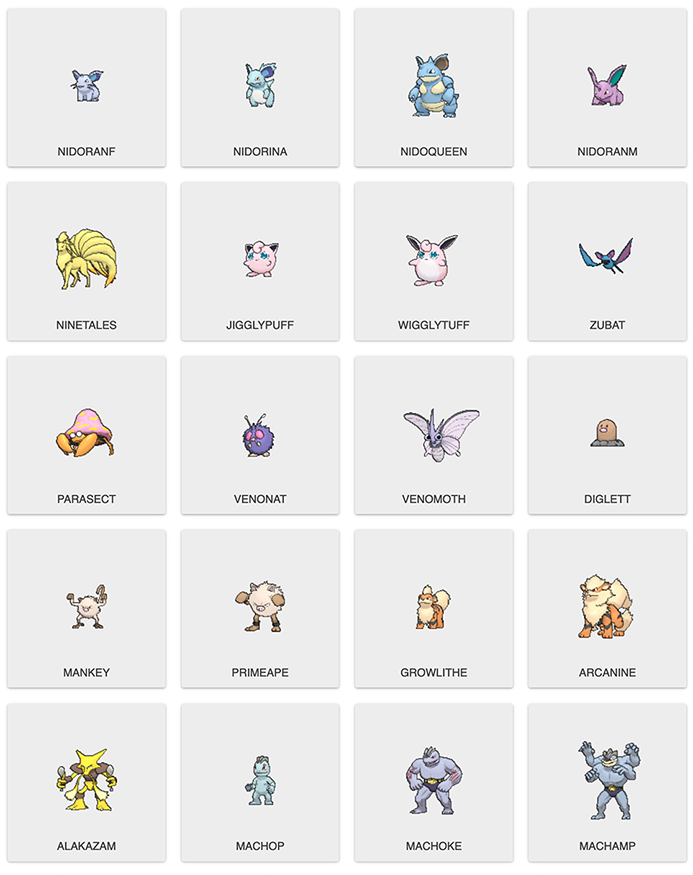 NIDORANF
NIDORINA
NIDOQUEEN
NIDORANM
NINETALES
JIGGLYPUFF
WIGGLYTUFF
ZUBAT
PARASECT
VENONAT
VENOMOTH
DIGLETT
MANKEY
PRIMEAPE
GROWLITHE
ARCANINE
ALAKAZAM
MACHOP
MACHOKE
MACHAMP